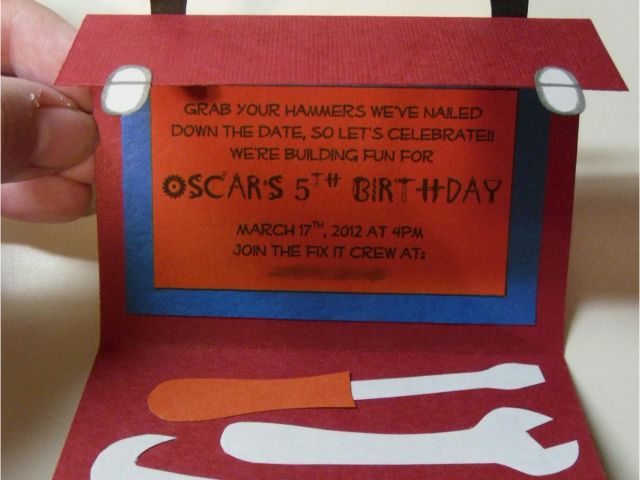 GRAB YOUR HAMMERS WE'VE NAILED
DOWN THE DATE, SO LET'S CELEBRATE!!
WE'RE BUILDING FUN FOR
OSCAR'S 5TH BIRTHDAY
MARCH 17TH, 2012 AT 4PM
JOIN THE FIX IT CREW AT: